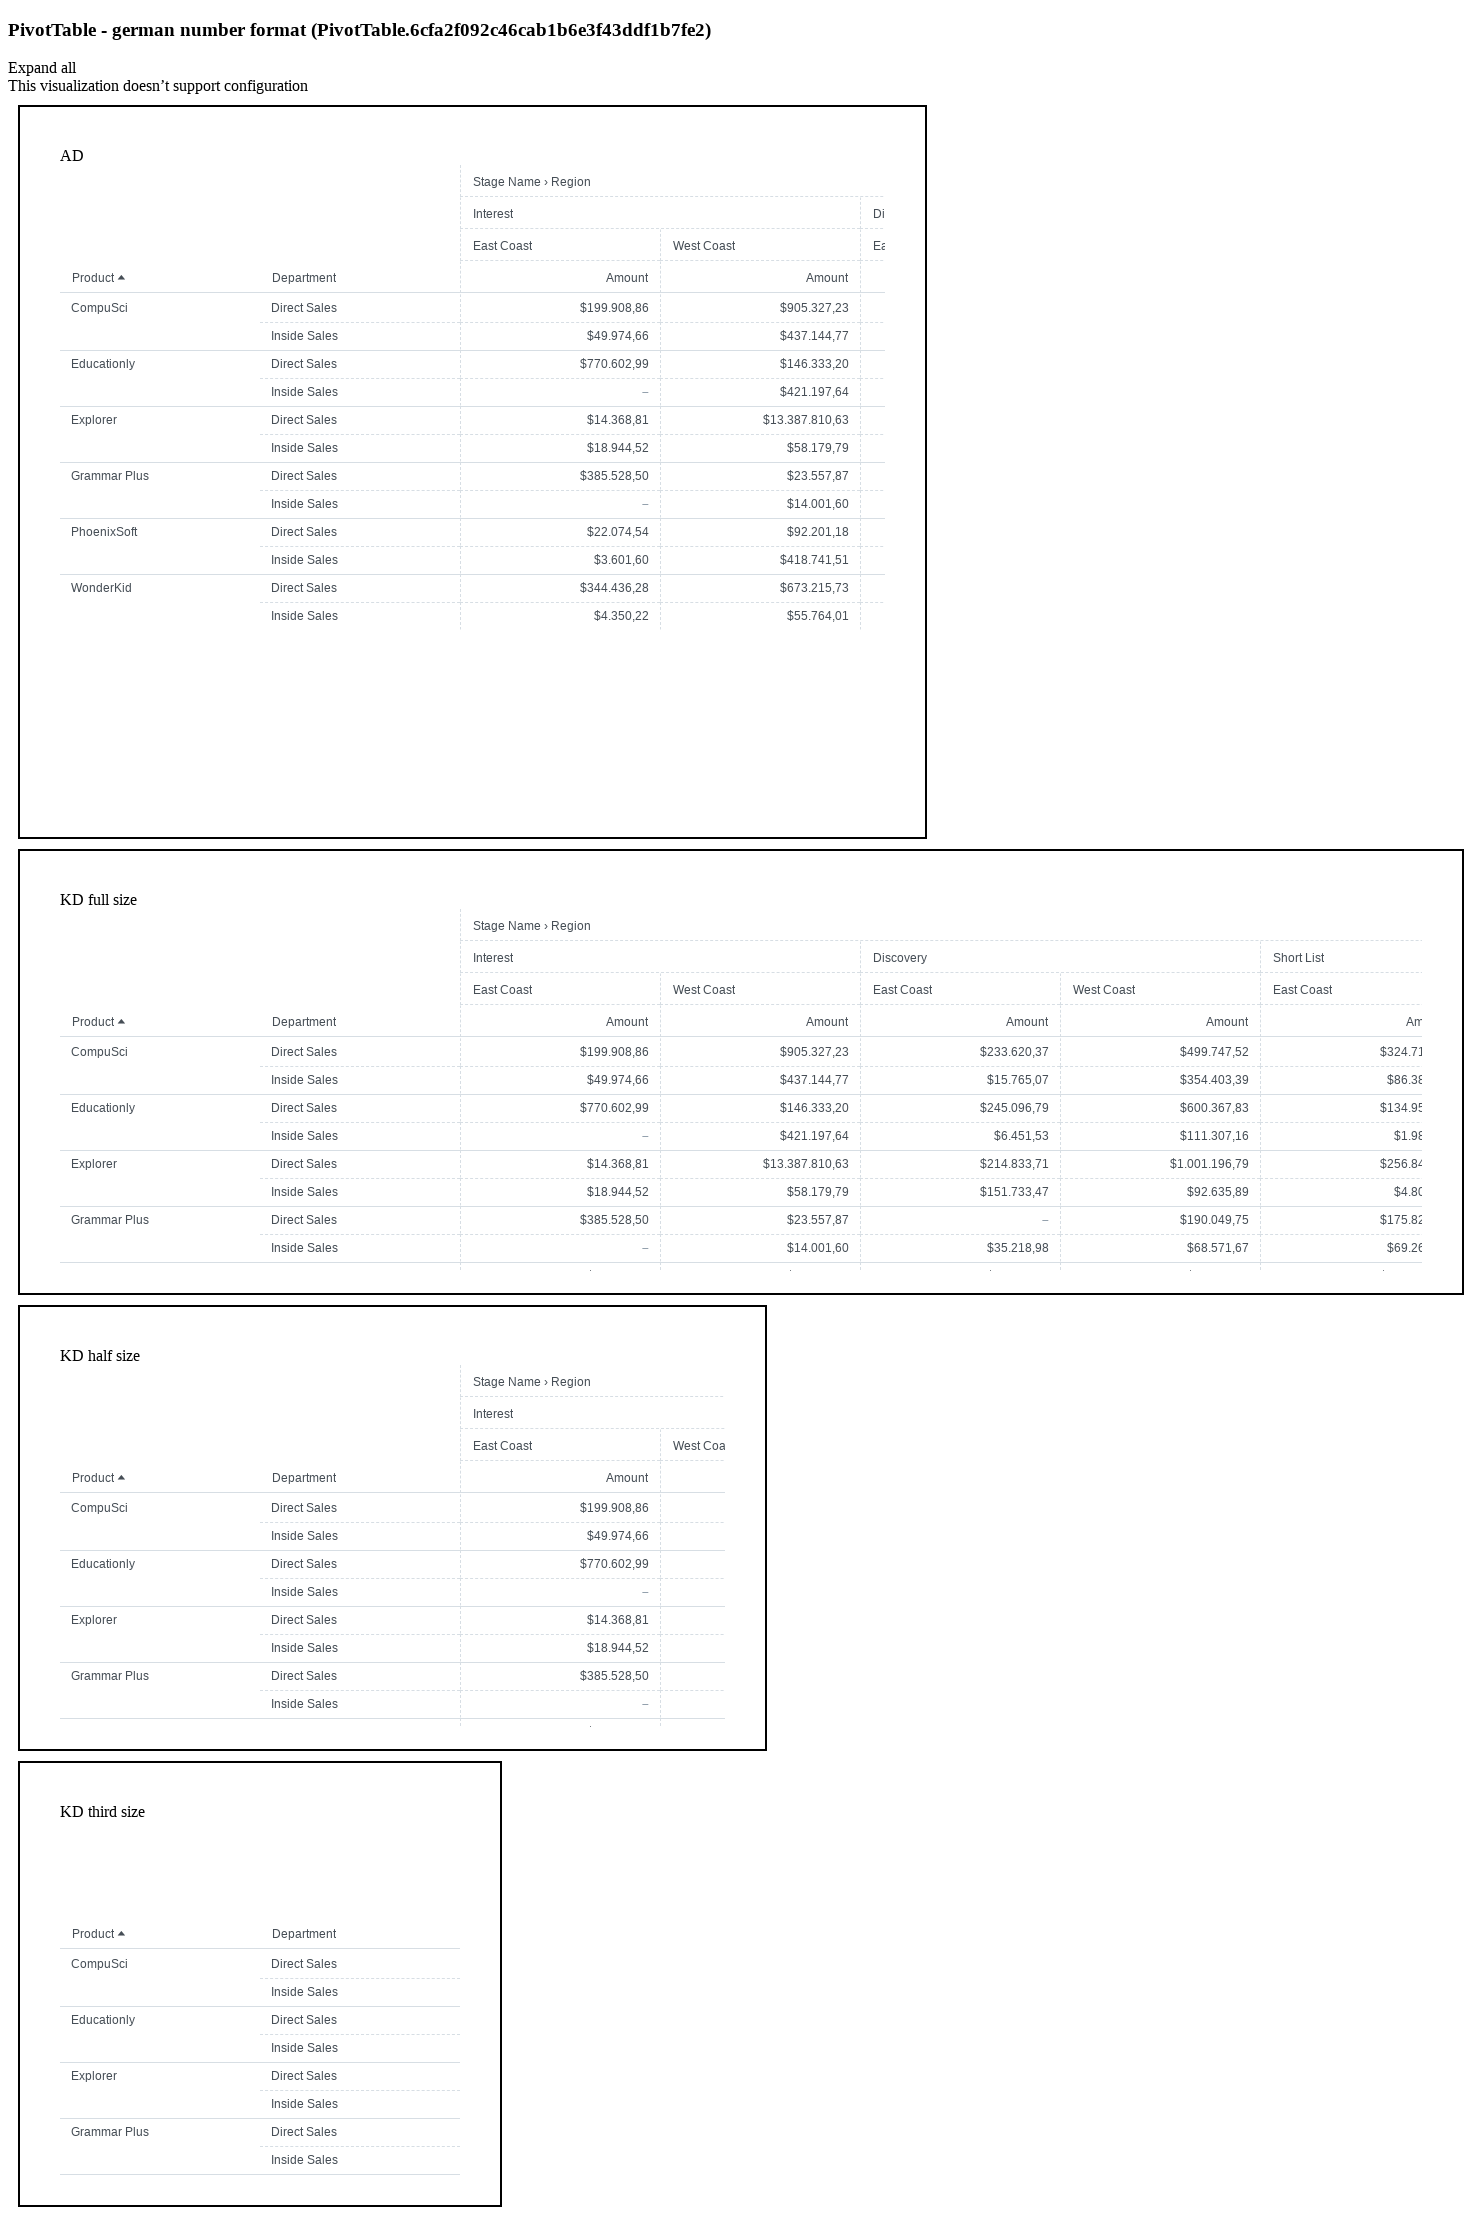 PivotTable - german number format (PivotTable.6cfa2f092c46cab1b6e3f43ddf1b7fe2)
Expand all
This visualization doesn’t support configuration
AD
Stage Name › Region
Interest Di
East Coast West Coast Ea
Product Department Amount Amount
CompuSci Direct Sales $199.908,86 $905.327,23
Inside Sales $49.974,66 $437.144,77
Educationly Direct Sales $770.602,99 $146.333,20
Inside Sales – $421.197,64
Explorer Direct Sales $14.368,81 $13.387.810,63
Inside Sales $18.944,52 $58.179,79
Grammar Plus Direct Sales $385.528,50 $23.557,87
Inside Sales – $14.001,60
PhoenixSoft Direct Sales $22.074,54 $92.201,18
Inside Sales $3.601,60 $418.741,51
WonderKid Direct Sales $344.436,28 $673.215,73
Inside Sales $4.350,22 $55.764,01
KD full size
Stage Name › Region
Interest Discovery Short List
East Coast West Coast East Coast West Coast East Coast
Product Department Amount Amount Amount Amount Am
CompuSci Direct Sales $199.908,86 $905.327,23 $233.620,37 $499.747,52 $324.71
Inside Sales $49.974,66 $437.144,77 $15.765,07 $354.403,39 $86.38
Educationly Direct Sales $770.602,99 $146.333,20 $245.096,79 $600.367,83 $134.95
Inside Sales – $421.197,64 $6.451,53 $111.307,16 $1.98
Explorer Direct Sales $14.368,81 $13.387.810,63 $214.833,71 $1.001.196,79 $256.84
Inside Sales $18.944,52 $58.179,79 $151.733,47 $92.635,89 $4.80
Grammar Plus Direct Sales $385.528,50 $23.557,87 – $190.049,75 $175.82
Inside Sales – $14.001,60 $35.218,98 $68.571,67 $69.26
KD half size
Stage Name › Region
Interest
East Coast West Coa
Product Department Amount
CompuSci Direct Sales $199.908,86
Inside Sales $49.974,66
Educationly Direct Sales $770.602,99
Inside Sales –
Explorer Direct Sales $14.368,81
Inside Sales $18.944,52
Grammar Plus Direct Sales $385.528,50
Inside Sales –
KD third size
Product Department
CompuSci Direct Sales
Inside Sales
Educationly Direct Sales
Inside Sales
Explorer Direct Sales
Inside Sales
Grammar Plus Direct Sales
Inside Sales